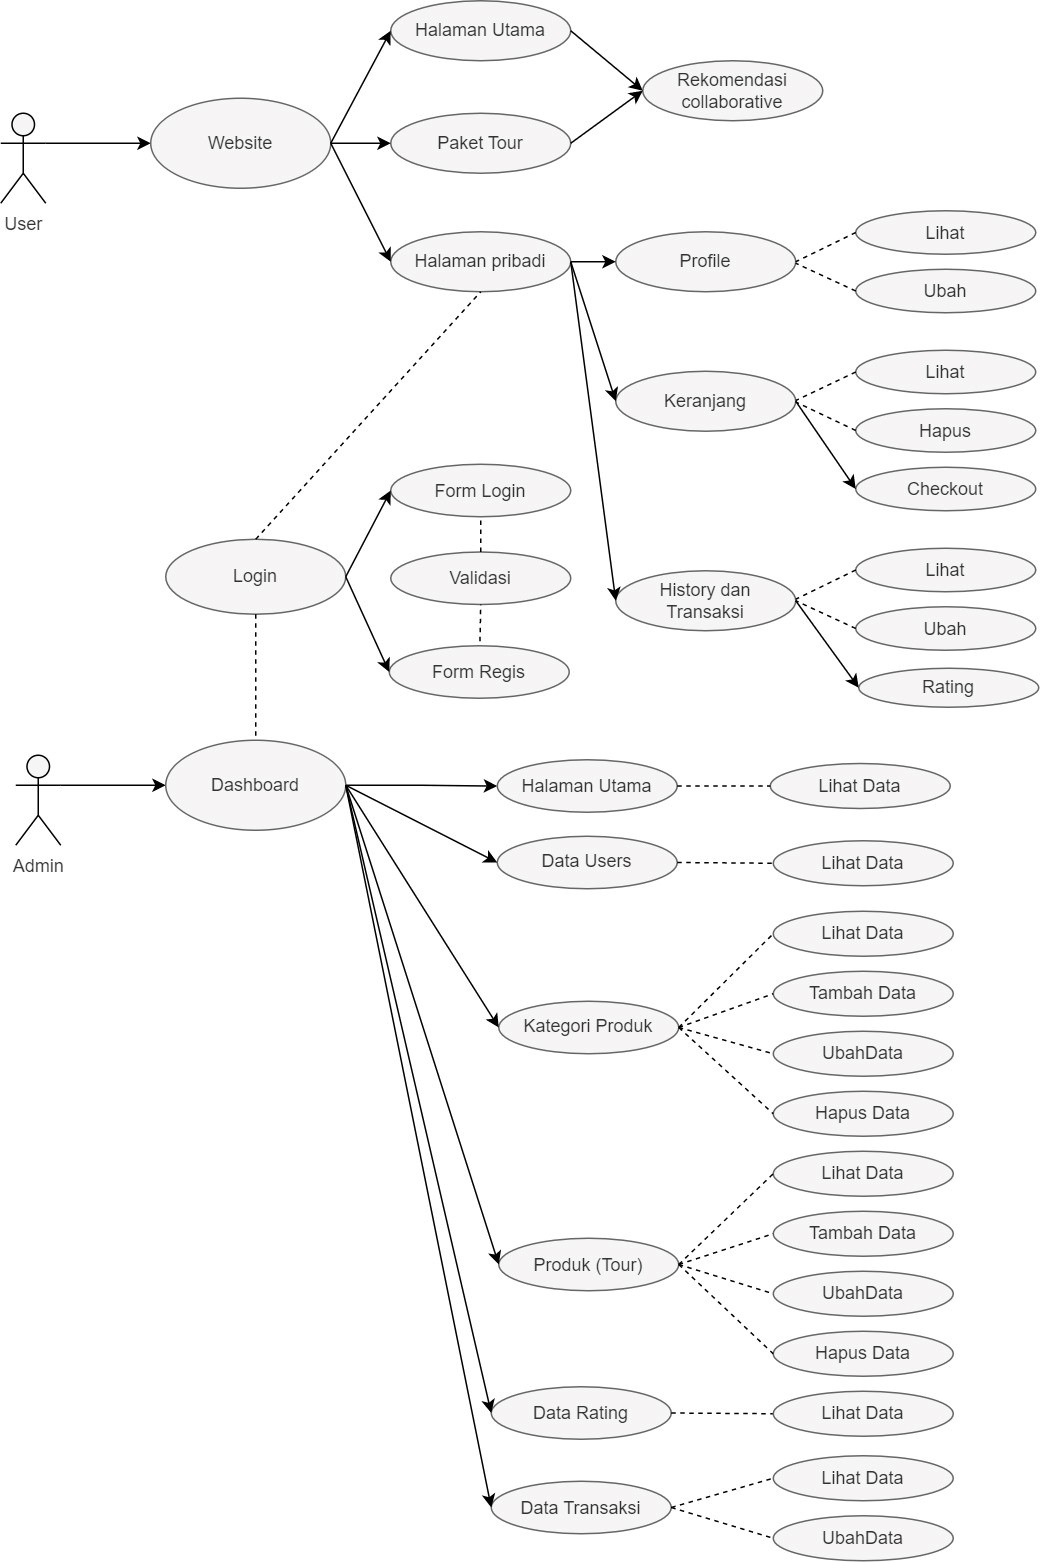 Halaman Utama
Rekomendasi
collaborative
Website
Paket Tour
User
Halaman pribadi
Profile
Lihat
Ubah
Keranjang
Lihat
Hapus
Checkout
Form Login
Login
Validasi
Form Regis
History dan
Transaksi
Lihat
Ubah
Rating
Dashboard
Admin
Halaman Utama
Lihat Data
Data Users
Lihat Data
Kategori Produk
Lihat Data
Tambah Data
UbahData
Hapus Data
Produk (Tour)
Lihat Data
Tambah Data
UbahData
Hapus Data
Data Rating
Lihat Data
Data Transaksi
Lihat Data
UbahData